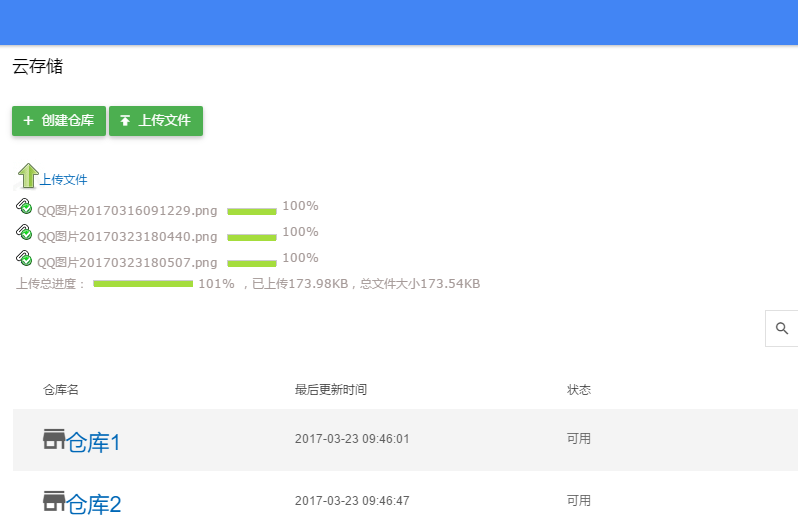 云存储
创建仓库 上传文件
上传文件
QQ图片20170316091229.png 100%
QQ图片20170323180440.png 100%
QQ图片20170323180507.png 100%
上传总进度： 101% ，已上传173.98KB，总文件大小173.54KB
仓库名 最后更新时间 状态
仓库1 2017-03-23 09:46:01 可用
仓库2 2017-03-23 09:46:47 可用